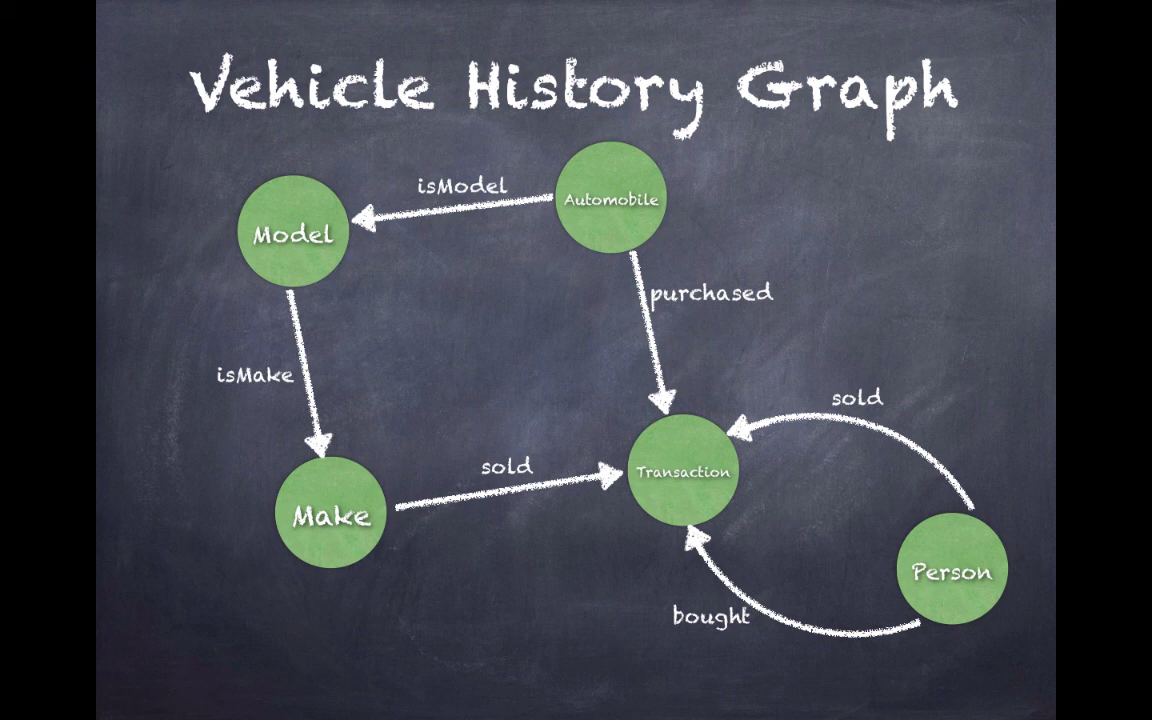 Vehicle History Graph
isModel
Automobile
Model
purchased
isMake
sold
sold
Transaction
Make
Person
bought